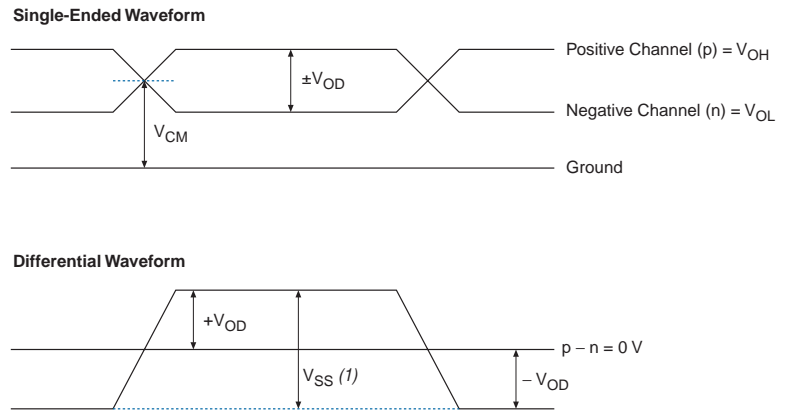 Single-Ended Waveform
Positive Channel (p) = VOH
±VOD
Negative Channel (n) = VOL
VCM
Ground
Differential Waveform
+VOD
p – n = 0 V
VSS (1)
– VOD